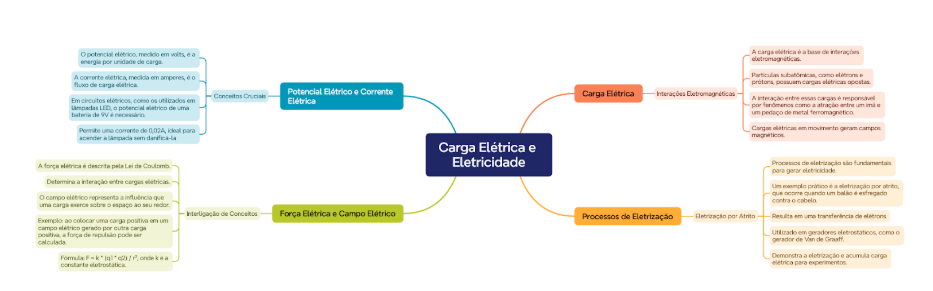 Carga Elétrica e
Eletricidade
Potencial Elétrico e Corrente
Elétrica
Conceitos Cruciais
O potencial elétrico, medido em volts, é a
energia por unidade de carga.
A corrente elétrica, medida em amperes, é o
fluxo de carga elétrica.
Em circuitos elétricos, como os utilizados em
lâmpadas LED, o potencial elétrico de uma
bateria de 9V é necessário.
Permite uma corrente de 0,02A, ideal para
acender a lâmpada sem danificá-la
Força Elétrica e Campo Elétrico
Interligação de Conceitos
A força elétrica é descrita pela Lei de Coulomb.
Determina a interação entre cargas elétricas.
O campo elétrico representa a influência que
uma carga exerce sobre o espaço ao seu redor.
Exemplo: ao colocar uma carga positiva em um
campo elétrico gerado por outra carga
positiva, a força de repulsão pode ser
calculada.
Fórmula: F = k * (q1 * q2) / r², onde k é a
constante eletrostática.
Carga Elétrica
Interações Eletromagnéticas
A carga elétrica é a base de interações
eletromagnéticas.
Partículas subatômicas, como elétrons e
prótons, possuem cargas elétricas opostas.
A interação entre essas cargas é responsável
por fenômenos como a atração entre um ímã e
um pedaço de metal ferromagnético.
Cargas elétricas em movimento geram campos
magnéticos.
Processos de Eletrização
Eletrização por Atrito
Processos de eletrização são fundamentais
para gerar eletricidade.
Um exemplo prático é a eletrização por atrito,
que ocorre quando um balão é esfregado
contra o cabelo.
Resulta em uma transferência de elétrons.
Utilizado em geradores eletrostáticos, como o
gerador de Van de Graaff.
Demonstra a eletrização e acumula carga
elétrica para experimentos.